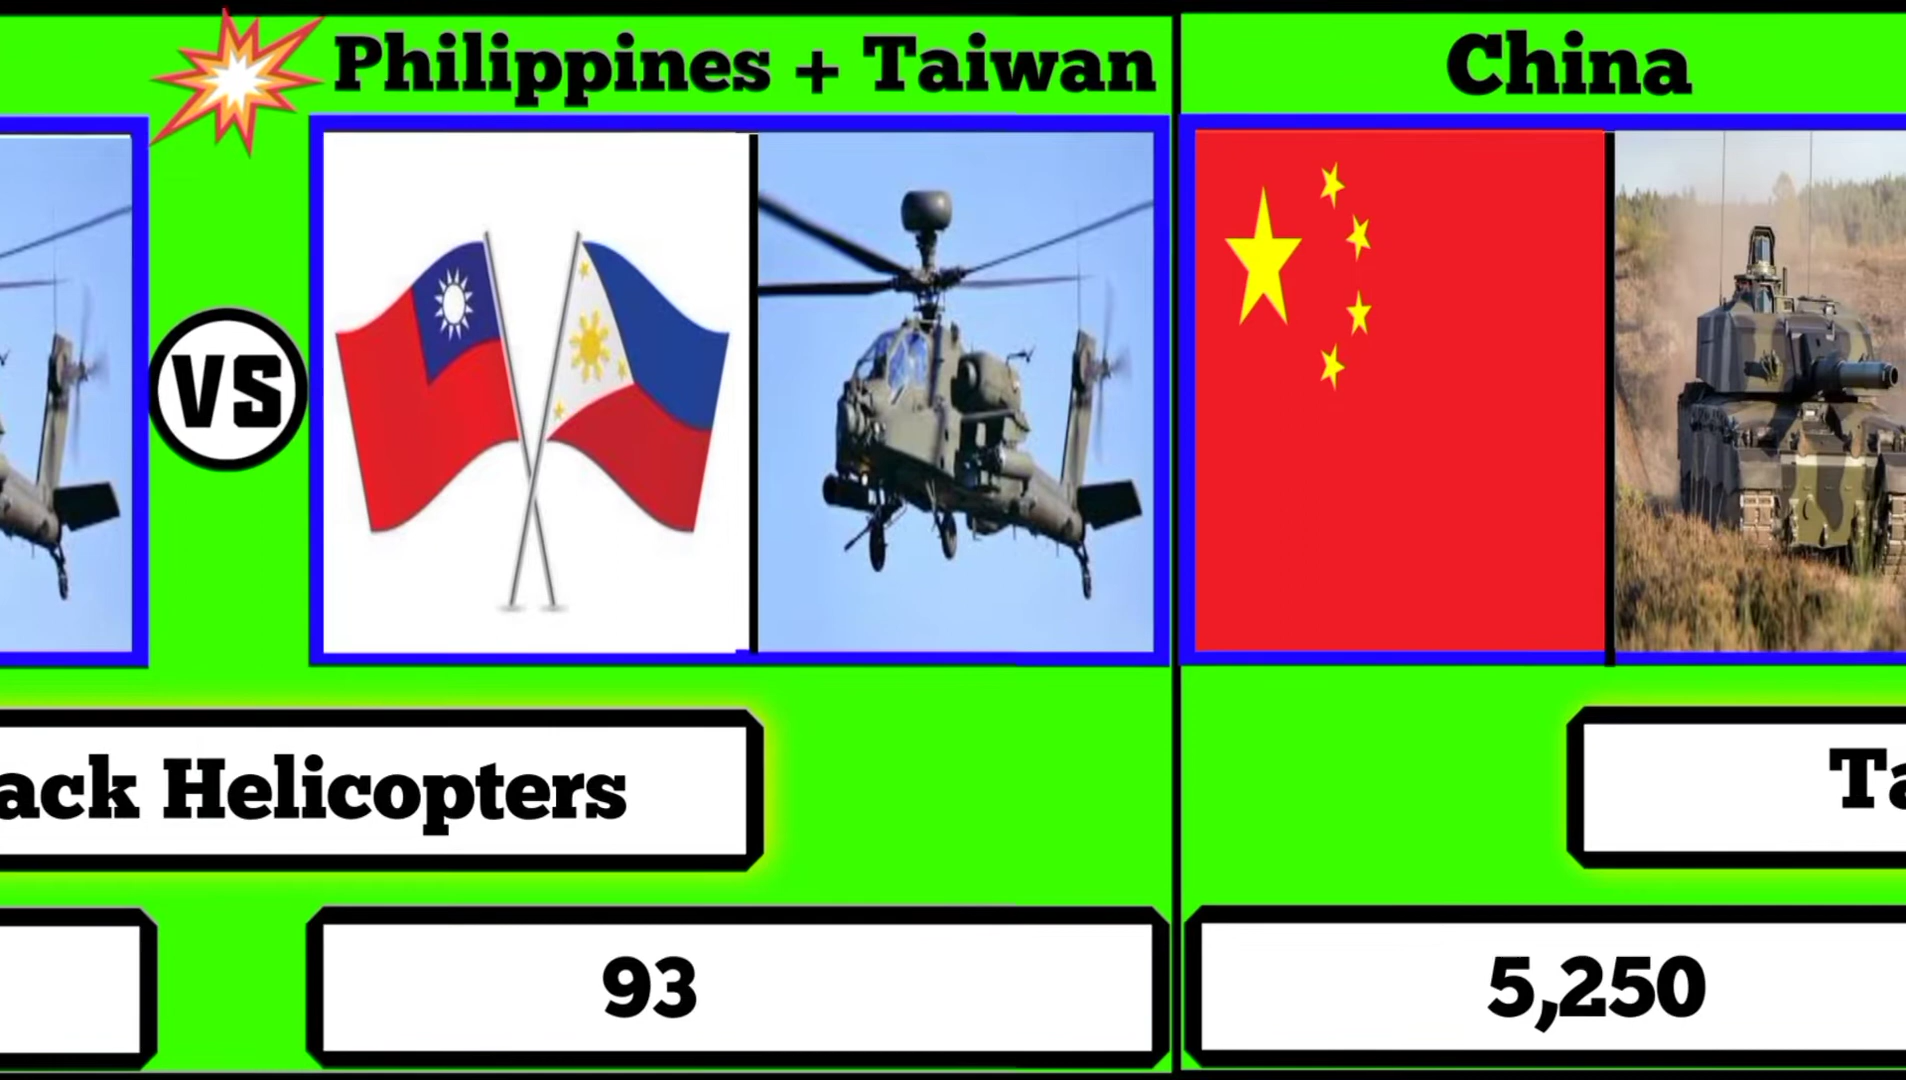 Philippines + Taiwan
China
VS
ack Helicopters
Ta
93
5,250